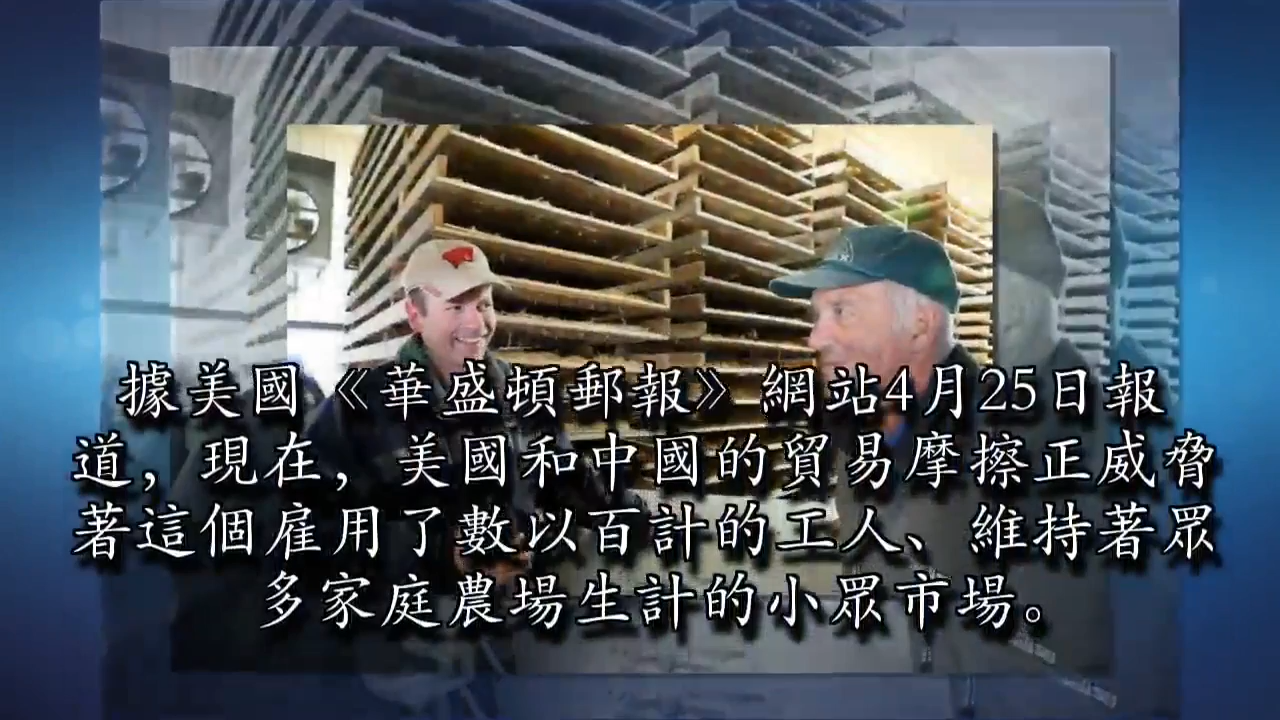 據美國《華盛頓郵報》網站4月25日報
道，現在，美國和中國的貿易摩擦正威脅
著這個雇用了數以百計的工人、維持著眾
多家庭農場生計的小眾市場。